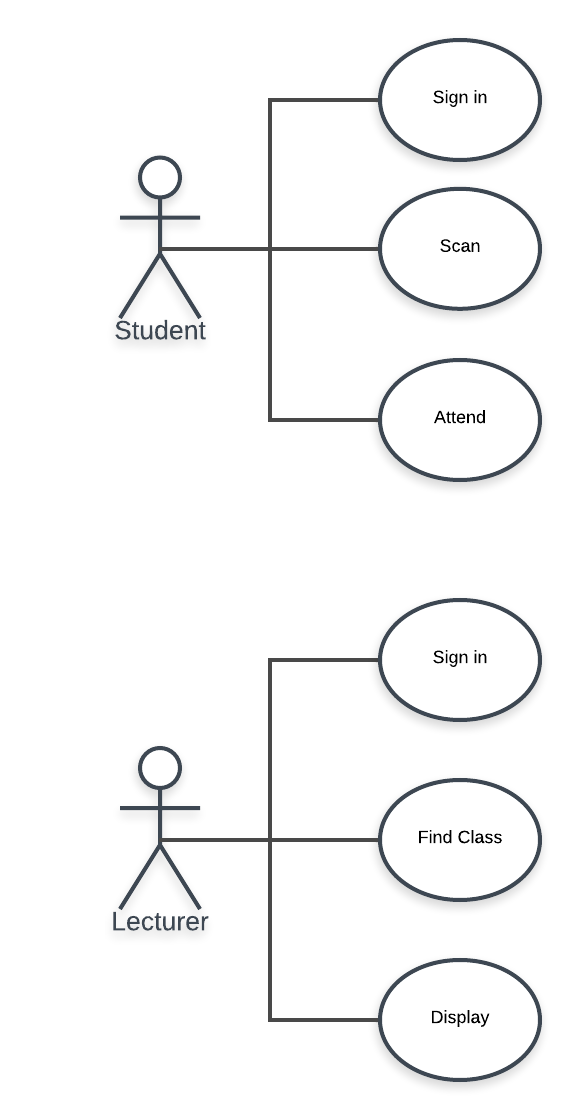 Sign in
Scan
Student
Attend
Sign in
Find Class
Lecturer
Display